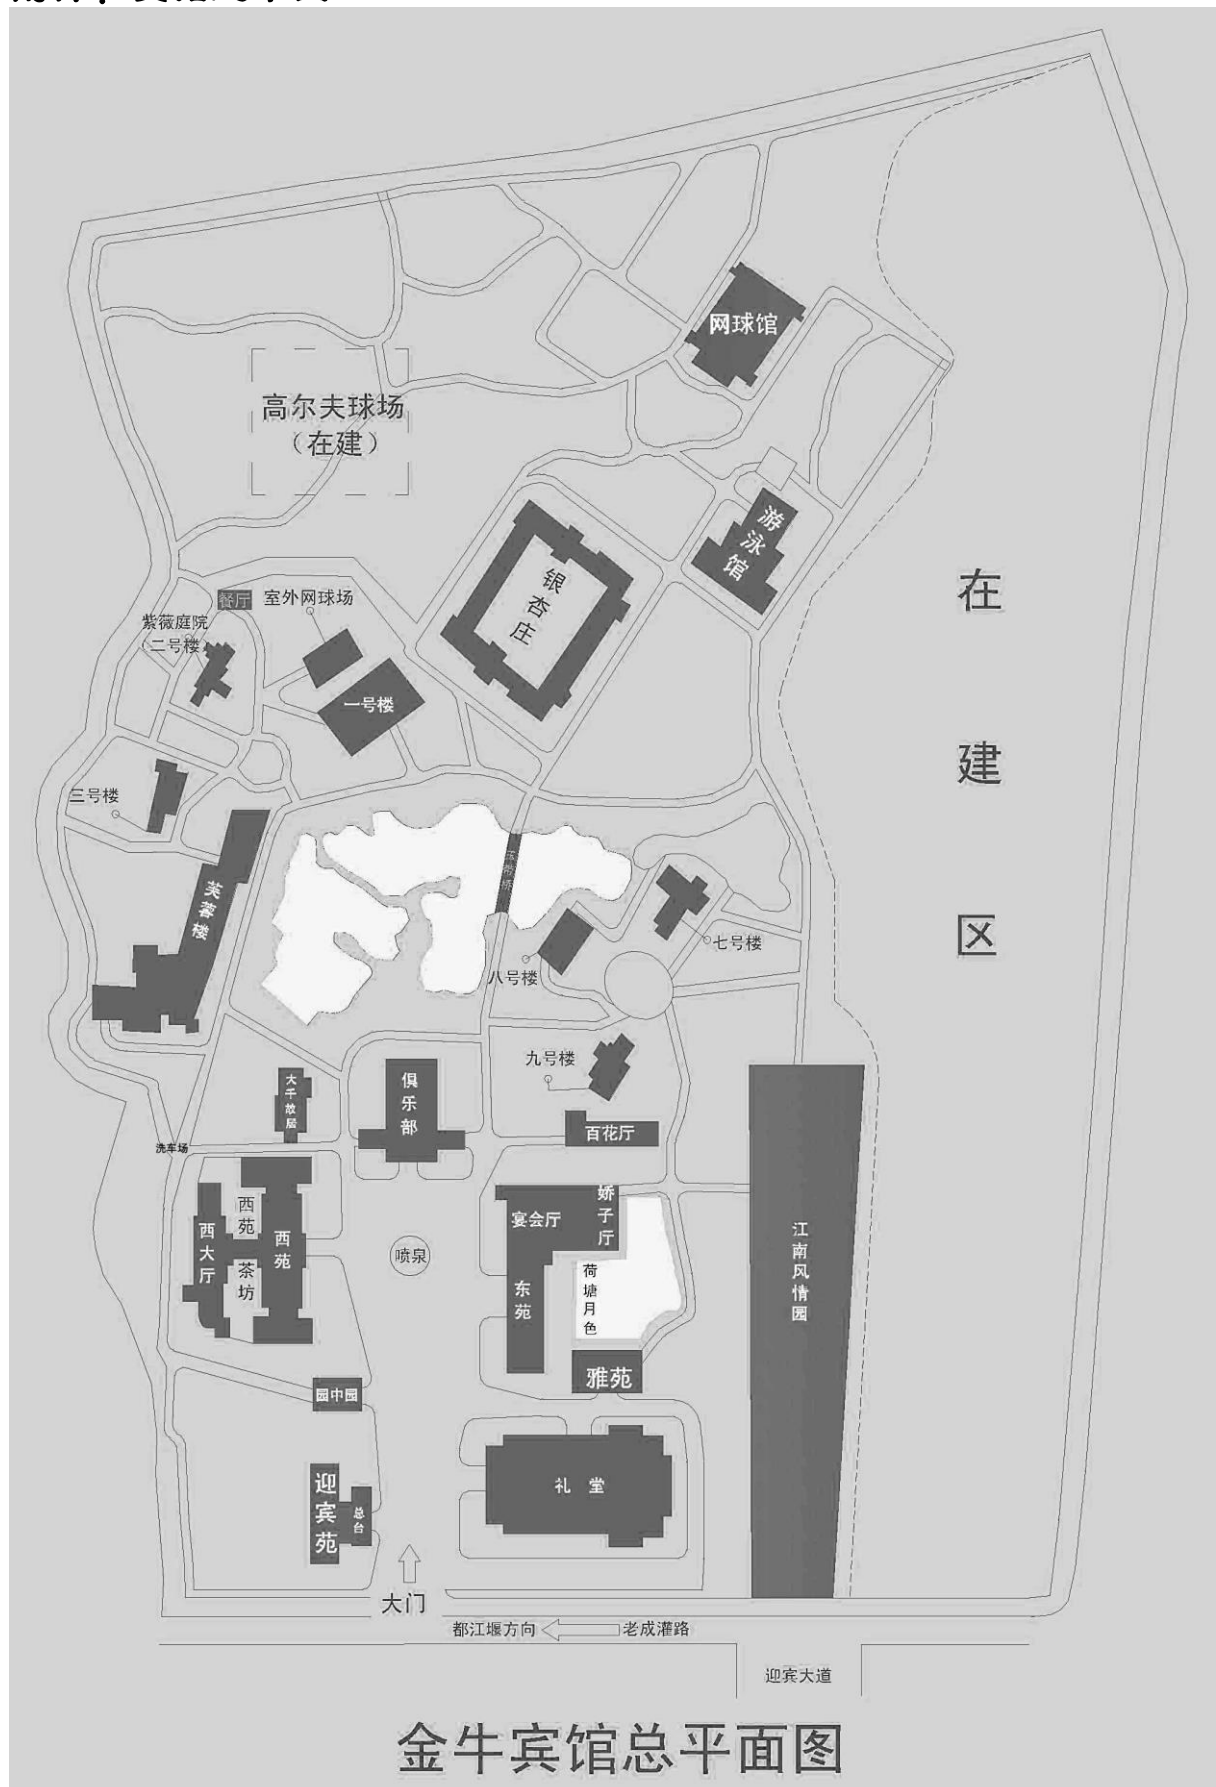 网球馆
高尔夫球场
（在建）
游泳馆
银杏庄
在建区
餐厅
室外网球场
紫薇庭院
（二号楼）
一号楼
三号楼
芙蓉楼
玉带桥
七号楼
八号楼
九号楼
大千故居
俱乐部
百花厅
洗车场
西苑
茶坊
西大厅
西苑
喷泉
宴会厅
娇子厅
东苑
荷塘月色
江南风情园
雅苑
园中园
迎宾苑
总台
礼堂
大门
都江堰方向
老成灌路
迎宾大道
金牛宾馆总平面图